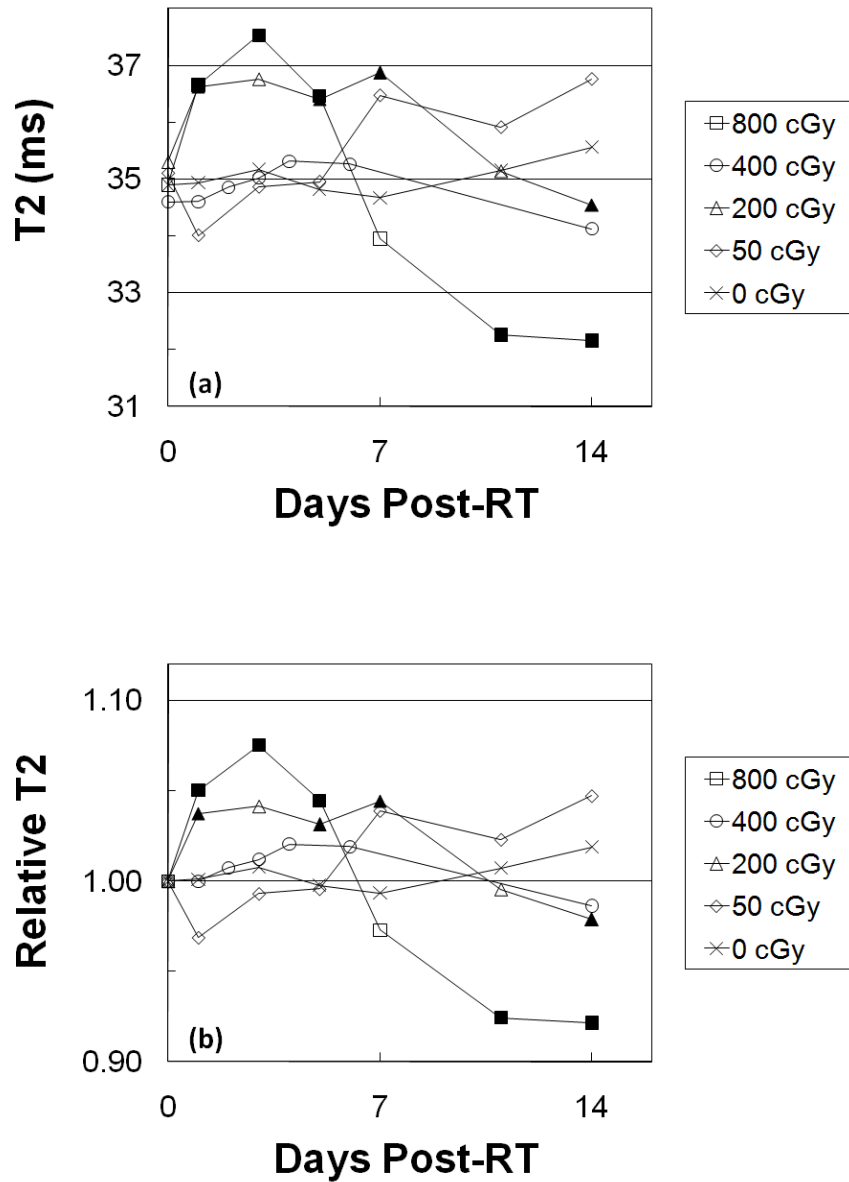 T2 (ms)
37
35
33
31
(a)
0
7
14
Days Post-RT
800 cGy
400 cGy
200 cGy
50 cGy
0 cGy
Relative T2
1.10
1.00
0.90
(b)
0
7
14
Days Post-RT
800 cGy
400 cGy
200 cGy
50 cGy
0 cGy